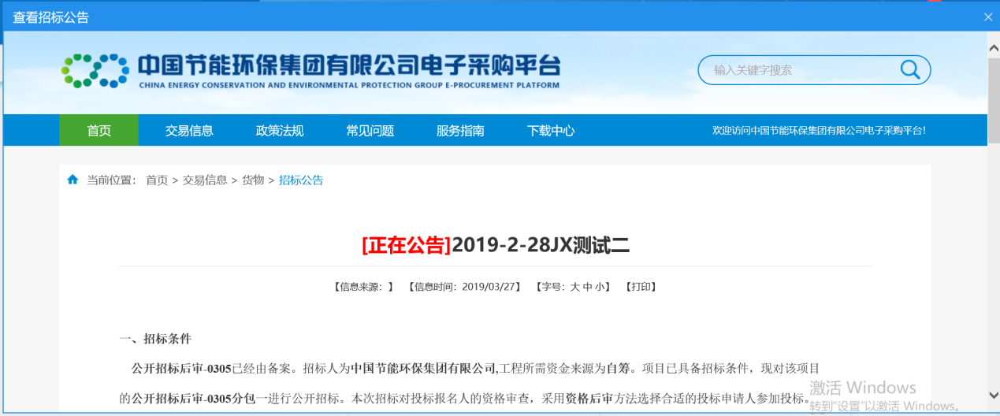 查看招标公告
中国节能环保集团有限公司电子采购平台
CHINA ENERGY CONSERVATION AND ENVIRONMENTAL PROTECTION GROUP E-PROCUREMENT PLATFORM
输入关键字搜索
首页 交易信息 政策法规 常见问题 服务指南 下载中心 欢迎访问中国节能环保集团有限公司电子采购平台!
当前位置： 首页 > 交易信息 > 货物 > 招标公告
[正在公告]2019-2-28JX测试二
【信息来源：】 【信息时间：2019/03/27】 【字号：大 中 小】 【打印】
一、招标条件
公开招标后审-0305已经由备案。招标人为中国节能环保集团有限公司,工程所需资金来源为自筹。项目已具备招标条件，现对该项目
的公开招标后审-0305分包一进行公开招标。本次招标对投标报名人的资格审查，采用资格后审方法选择合适的投标申请人参加投标。
激活 Windows
转到"设置"以激活 Windows。